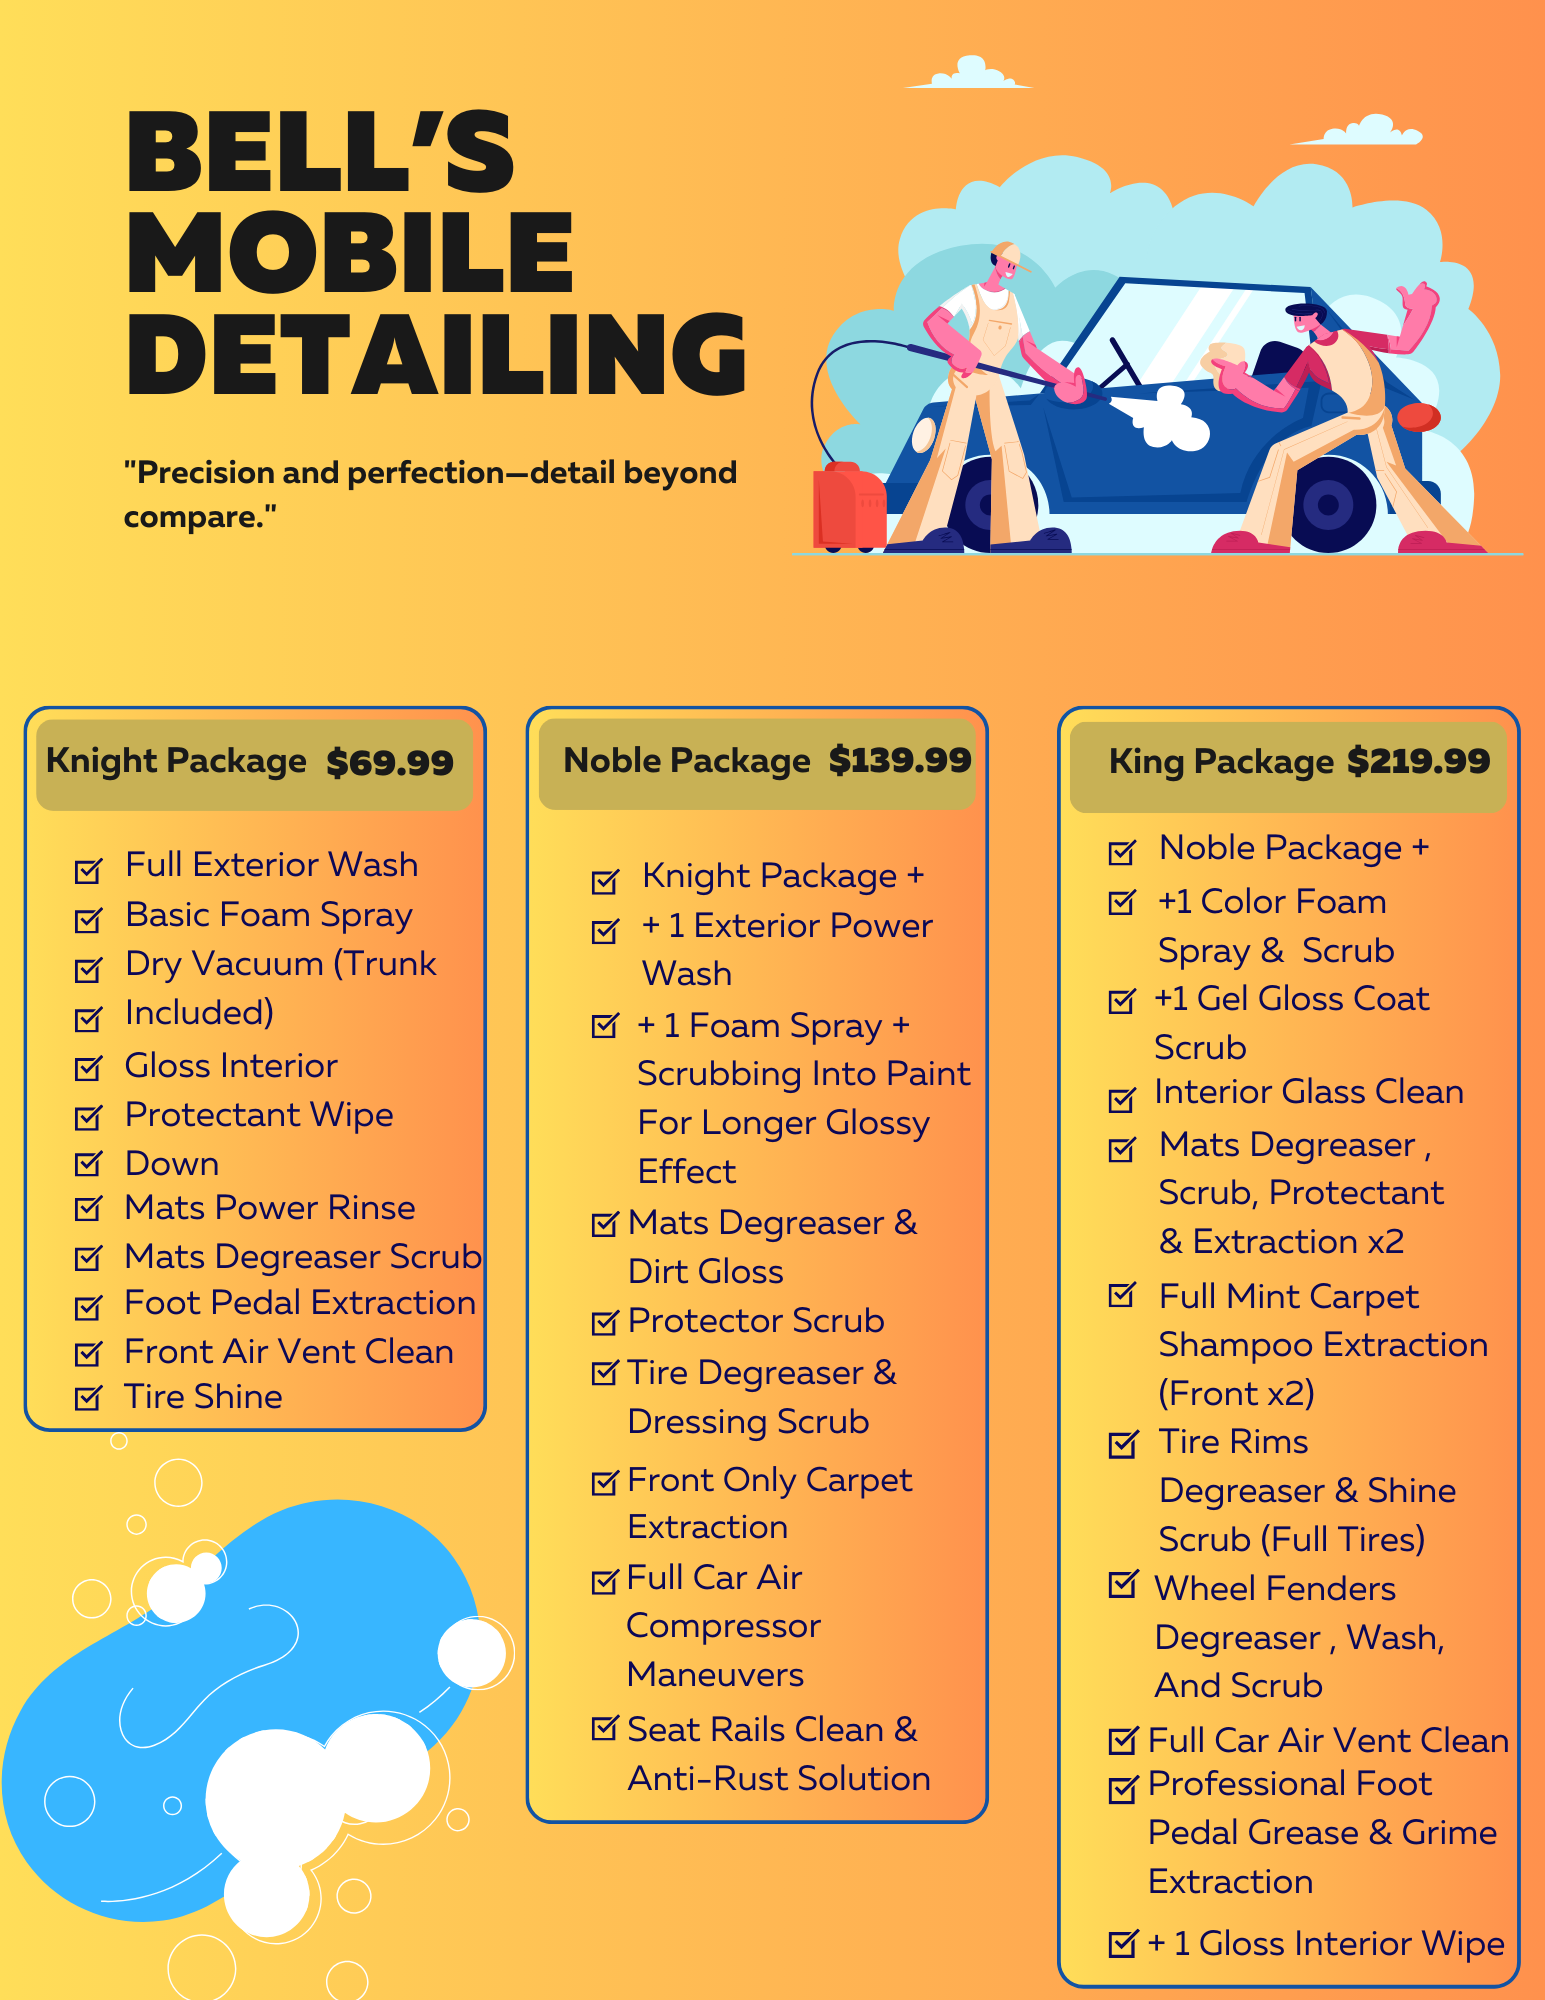 BELL’S
MOBILE
DETAILING
"Precision and perfection—detail beyond
compare."
Knight Package $69.99
Full Exterior Wash
Basic Foam Spray
Dry Vacuum (Trunk
Included)
Gloss Interior
Protectant Wipe
Down
Mats Power Rinse
Mats Degreaser Scrub
Foot Pedal Extraction
Front Air Vent Clean
Tire Shine
Noble Package $139.99
Knight Package +
+ 1 Exterior Power
Wash
+ 1 Foam Spray +
Scrubbing Into Paint
For Longer Glossy
Effect
Mats Degreaser &
Dirt Gloss
Protector Scrub
Tire Degreaser &
Dressing Scrub
Front Only Carpet
Extraction
Full Car Air
Compressor
Maneuvers
Seat Rails Clean &
Anti-Rust Solution
King Package $219.99
Noble Package +
+1 Color Foam
Spray & Scrub
+1 Gel Gloss Coat
Scrub
Interior Glass Clean
Mats Degreaser ,
Scrub, Protectant
& Extraction x2
Full Mint Carpet
Shampoo Extraction
(Front x2)
Tire Rims
Degreaser & Shine
Scrub (Full Tires)
Wheel Fenders
Degreaser , Wash,
And Scrub
Full Car Air Vent Clean
Professional Foot
Pedal Grease & Grime
Extraction
+ 1 Gloss Interior Wipe